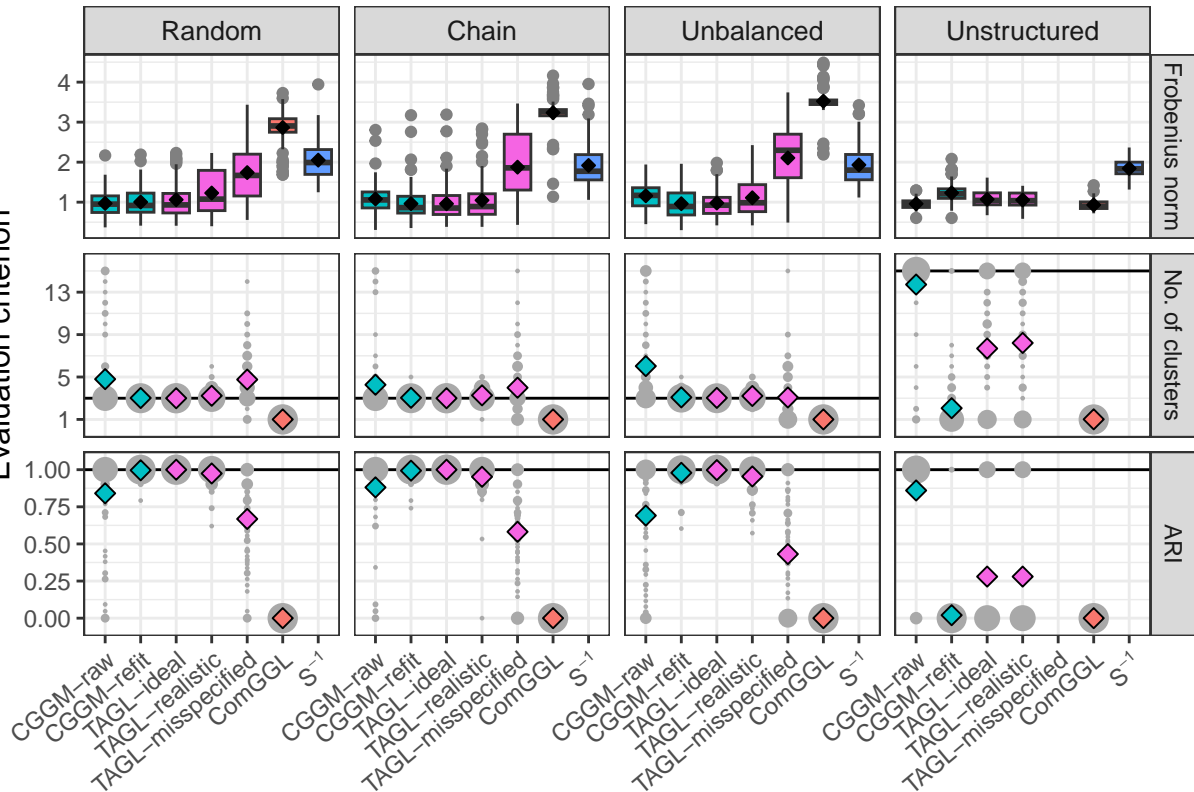 Random Chain Unbalanced Unstructured
Evaluation criterion
4
3
2
1
Frobenius norm
13
9
5
1
No. of clusters
1.00
0.75
0.50
0.25
0.00
ARI
CGGM−raw
CGGM−refit
TAGL−ideal
TAGL−realistic
TAGL−misspecified
ComGGL
S⁻¹
CGGM−raw
CGGM−refit
TAGL−ideal
TAGL−realistic
TAGL−misspecified
ComGGL
S⁻¹
CGGM−raw
CGGM−refit
TAGL−ideal
TAGL−realistic
TAGL−misspecified
ComGGL
S⁻¹
CGGM−raw
CGGM−refit
TAGL−ideal
TAGL−realistic
TAGL−misspecified
ComGGL
S⁻¹